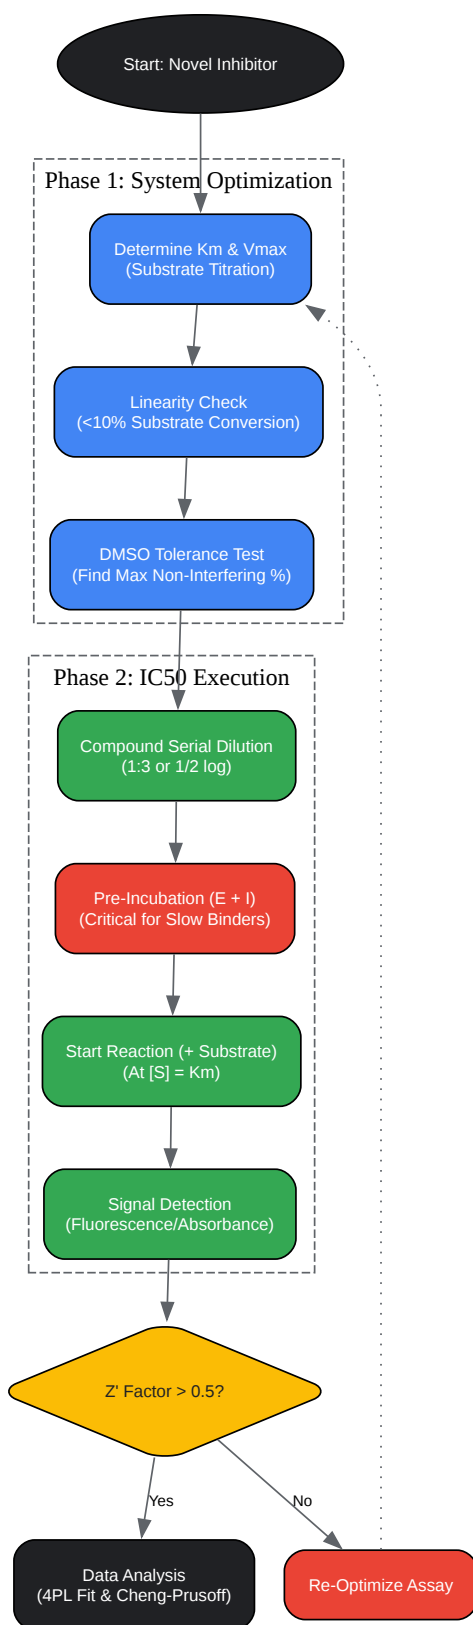 Start: Novel Inhibitor
Phase 1: System Optimization
Determine Km & Vmax
(Substrate Titration)
Linearity Check
(<10% Substrate Conversion)
DMSO Tolerance Test
(Find Max Non-Interfering %)
Phase 2: IC50 Execution
Compound Serial Dilution
(1:3 or 1/2 log)
Pre-Incubation (E + I)
(Critical for Slow Binders)
Start Reaction (+ Substrate)
(At [S] = Km)
Signal Detection
(Fluorescence/Absorbance)
Z' Factor > 0.5?
Yes
No
Data Analysis
(4PL Fit & Cheng-Prusoff)
Re-Optimize Assay